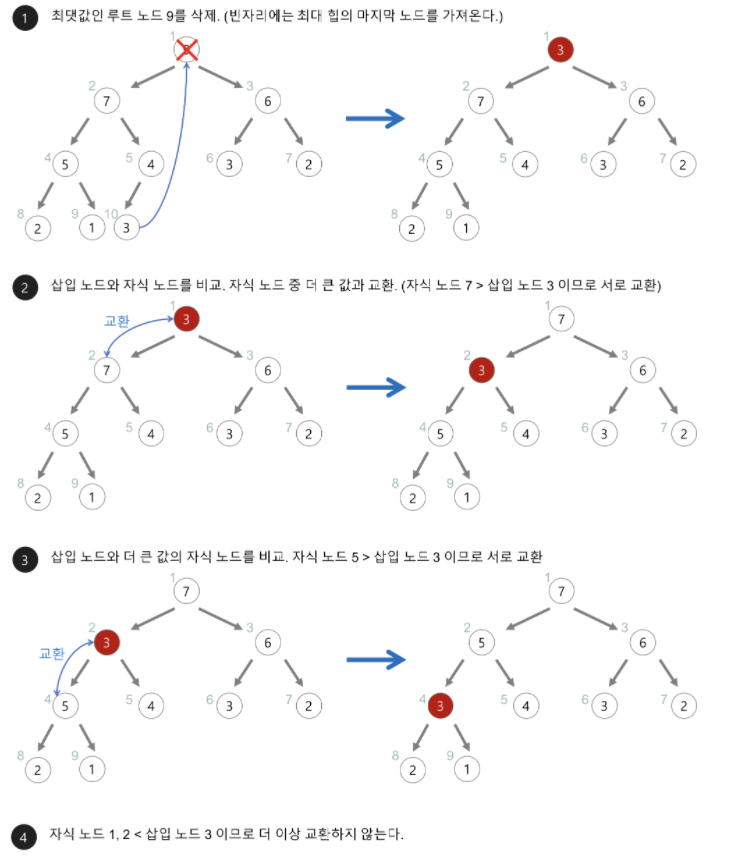 1 최댓값인 루트 노드 9를 삭제. (빈자리에는 최대 힙의 마지막 노드를 가져온다.)
1
2 7 3 6
4 5 5 4 6 3 7 2
8 2 9 1 10 3
1 3
2 7 3 6
4 5 5 4 6 3 7 2
8 2 9 1
2 삽입 노드와 자식 노드를 비교. 자식 노드 중 더 큰 값과 교환. (자식 노드 7 > 삽입 노드 3 이므로 서로 교환)
1 3
교환
2 7 3 6
4 5 5 4 6 3 7 2
8 2 9 1
1 7
2 3 3 6
4 5 5 4 6 3 7 2
8 2 9 1
3 삽입 노드와 더 큰 값의 자식 노드를 비교. 자식 노드 5 > 삽입 노드 3 이므로 서로 교환
1 7
2 3 3 6
교환
4 5 5 4 6 3 7 2
8 2 9 1
1 7
2 5 3 6
4 3 5 4 6 3 7 2
8 2 9 1
4 자식 노드 1, 2 < 삽입 노드 3 이므로 더 이상 교환하지 않는다.